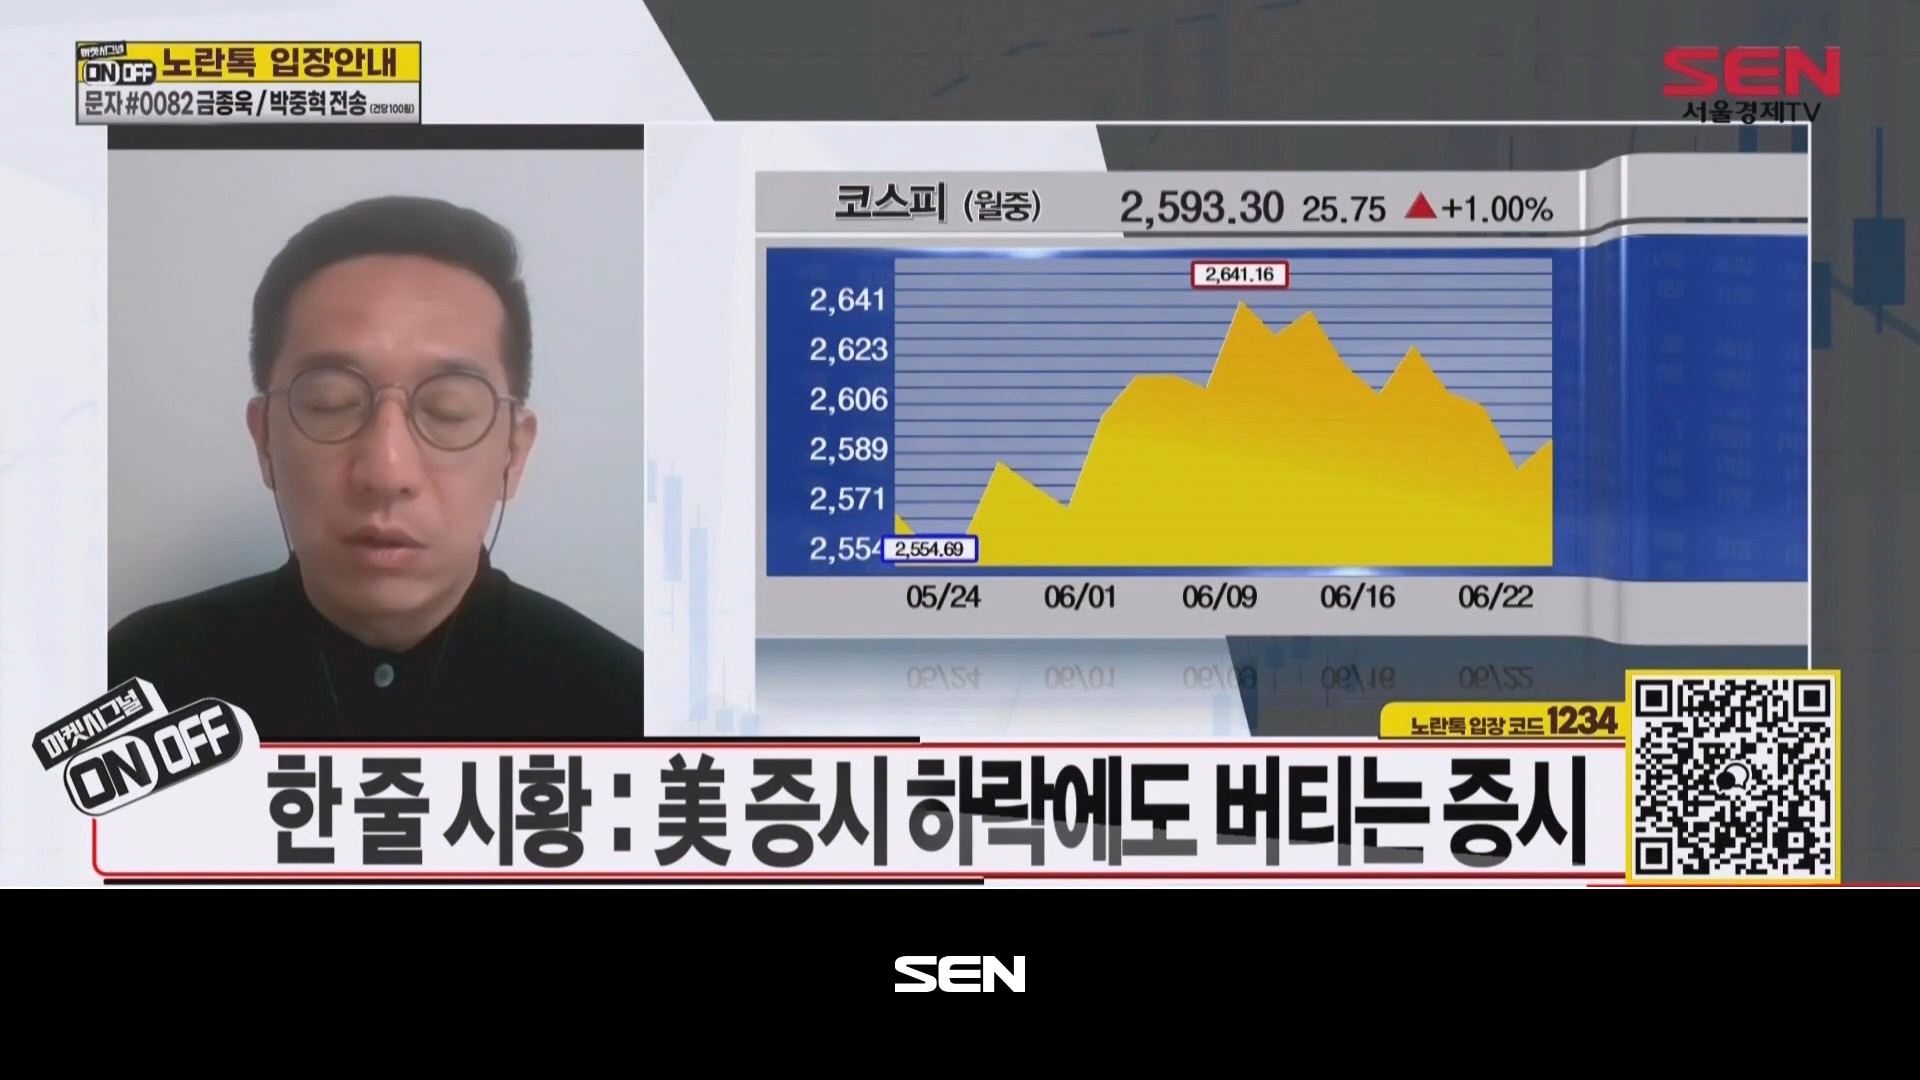 마켓시그널
ON OFF
노란톡 입장안내
문자 #0082 금종욱 / 박중혁 전송 (건당100원)
SEN
서울경제TV
코스피 (월중) 2,593.30 25.75 ▲+1.00%
2,641.16
2,641
2,623
2,606
2,589
2,571
2,554
2,554.69
05/24 06/01 06/09 06/16 06/22
노란톡 입장 코드 1234
마켓시그널
ON OFF
한 줄 시황 : 美 증시 하락에도 버티는 증시
SEN